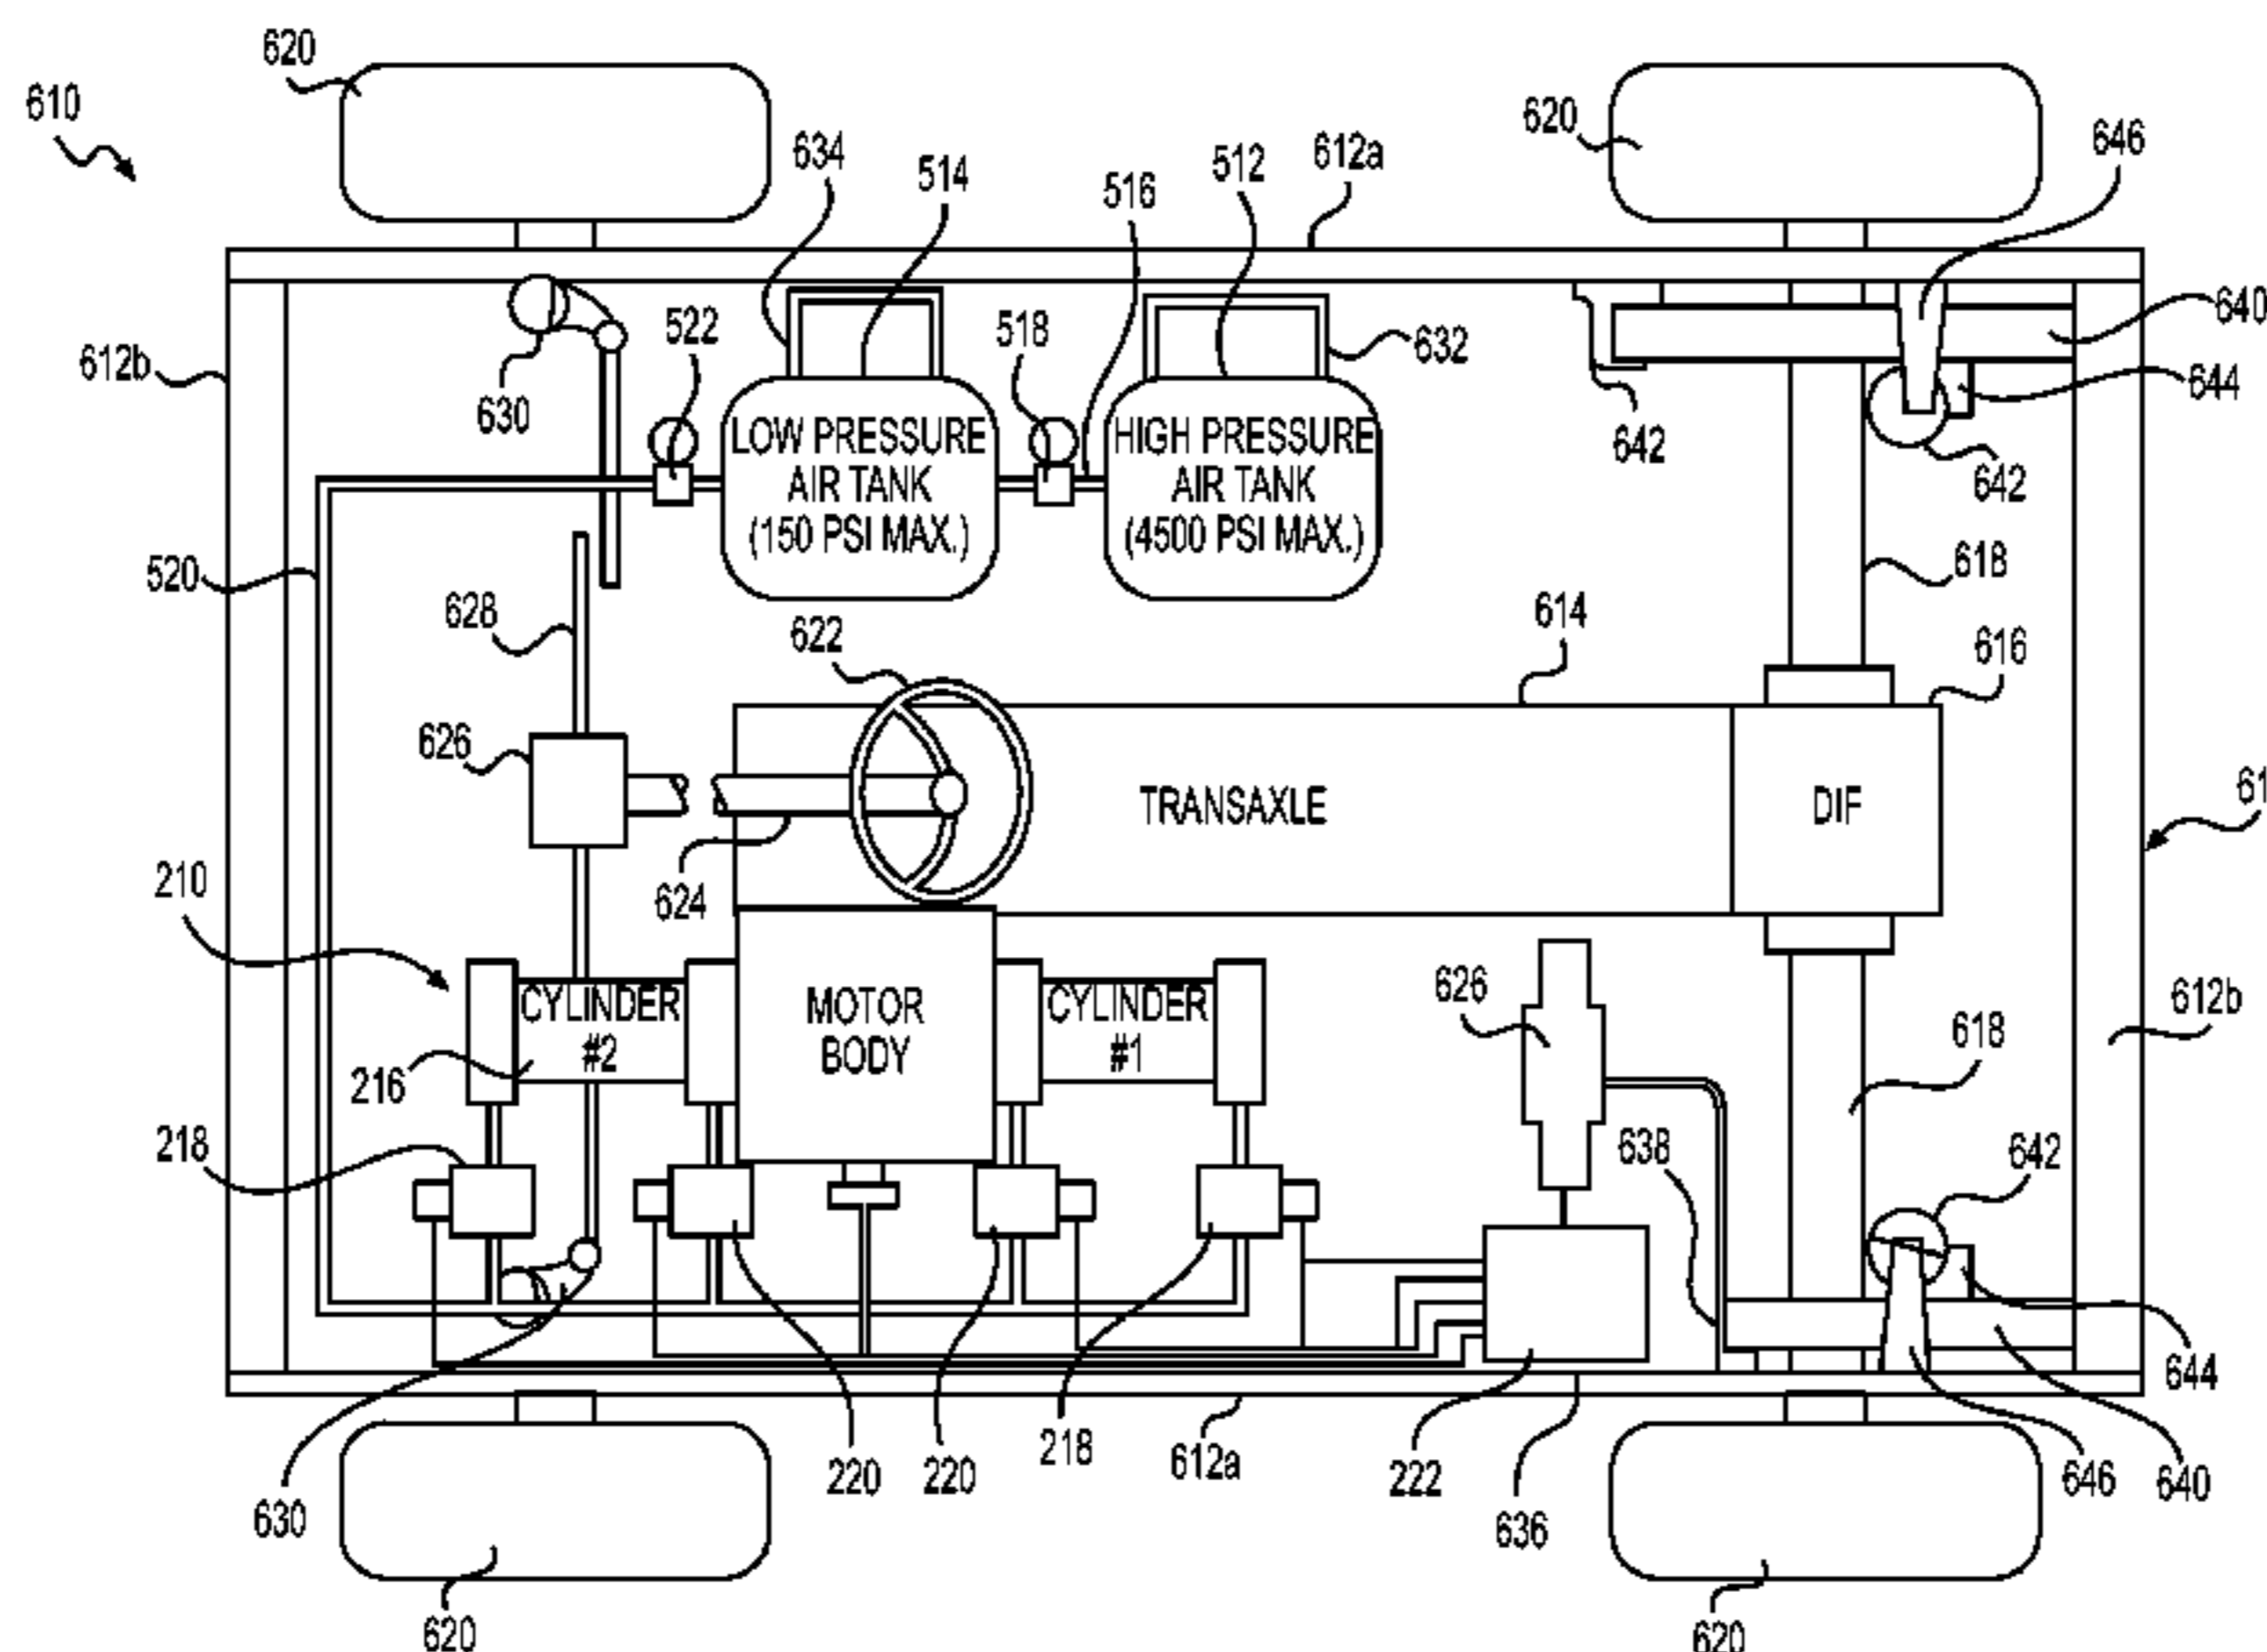 620
610
634
514
516
512
612a
620
646
522
518
632
640
612b
630
642
644
642
LOW PRESSURE
AIR TANK
(150 PSI MAX.)
HIGH PRESSURE
AIR TANK
(4500 PSI MAX.)
520
628
622
614
618
616
626
TRANSAXLE
DIF
61
210
624
216
CYLINDER
#2
MOTOR
BODY
CYLINDER
#1
626
612b
618
218
638
642
644
630
220
220
218
612a
222
636
646
640
620
620